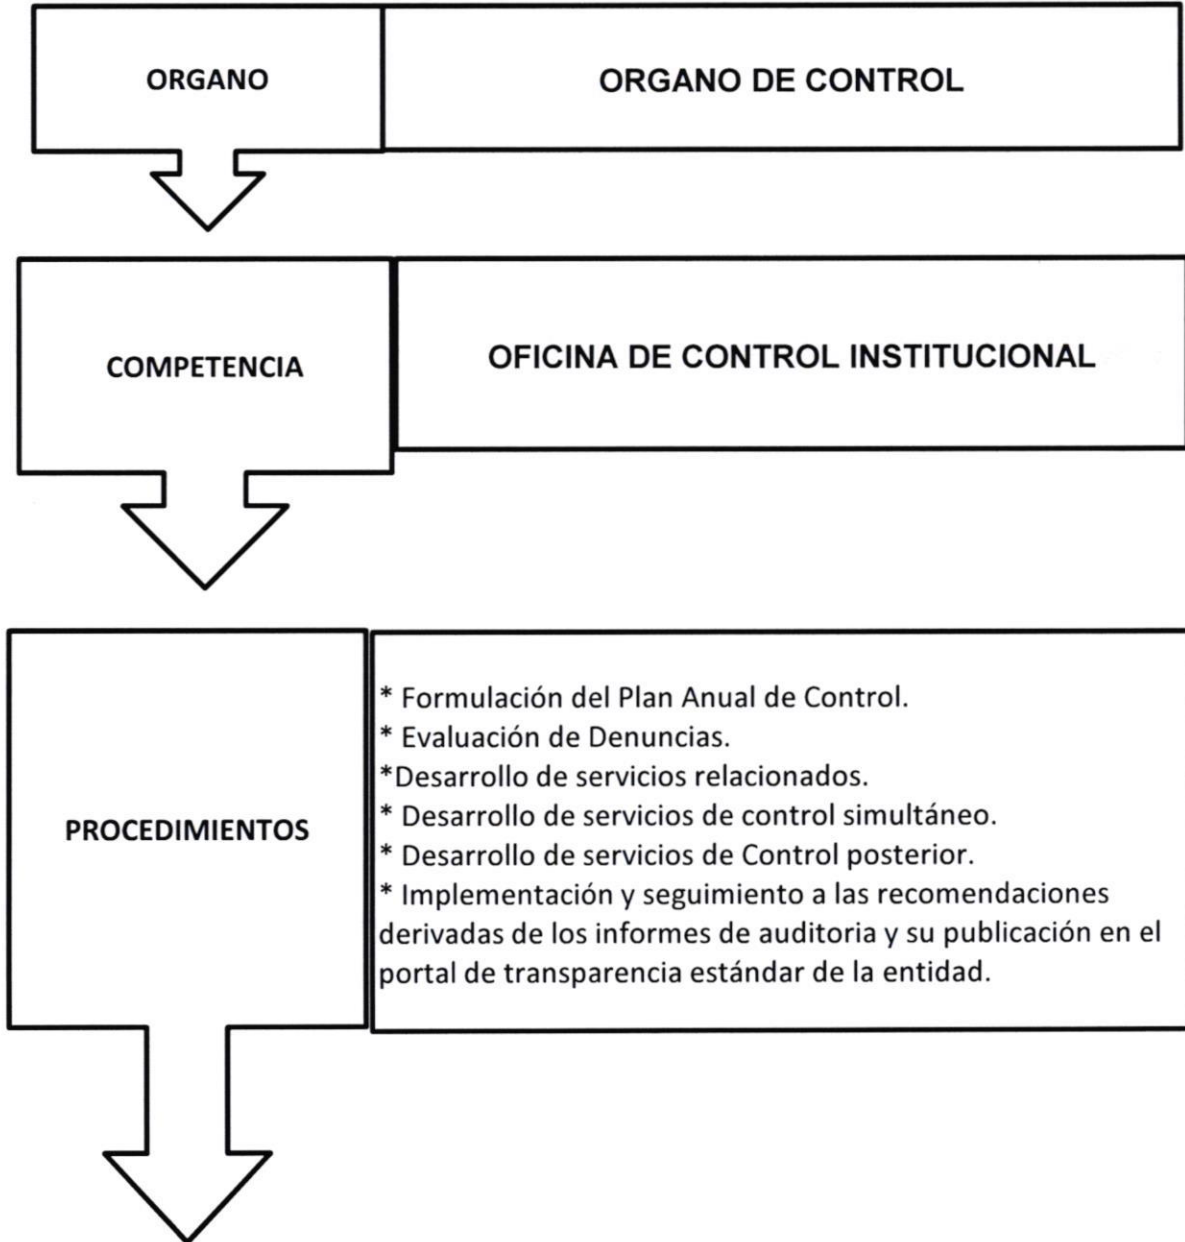 ORGANO
ORGANO DE CONTROL
COMPETENCIA
OFICINA DE CONTROL INSTITUCIONAL
PROCEDIMIENTOS
* Formulación del Plan Anual de Control.
* Evaluación de Denuncias.
*Desarrollo de servicios relacionados.
* Desarrollo de servicios de control simultáneo.
* Desarrollo de servicios de Control posterior.
* Implementación y seguimiento a las recomendaciones
derivadas de los informes de auditoria y su publicación en el
portal de transparencia estándar de la entidad.